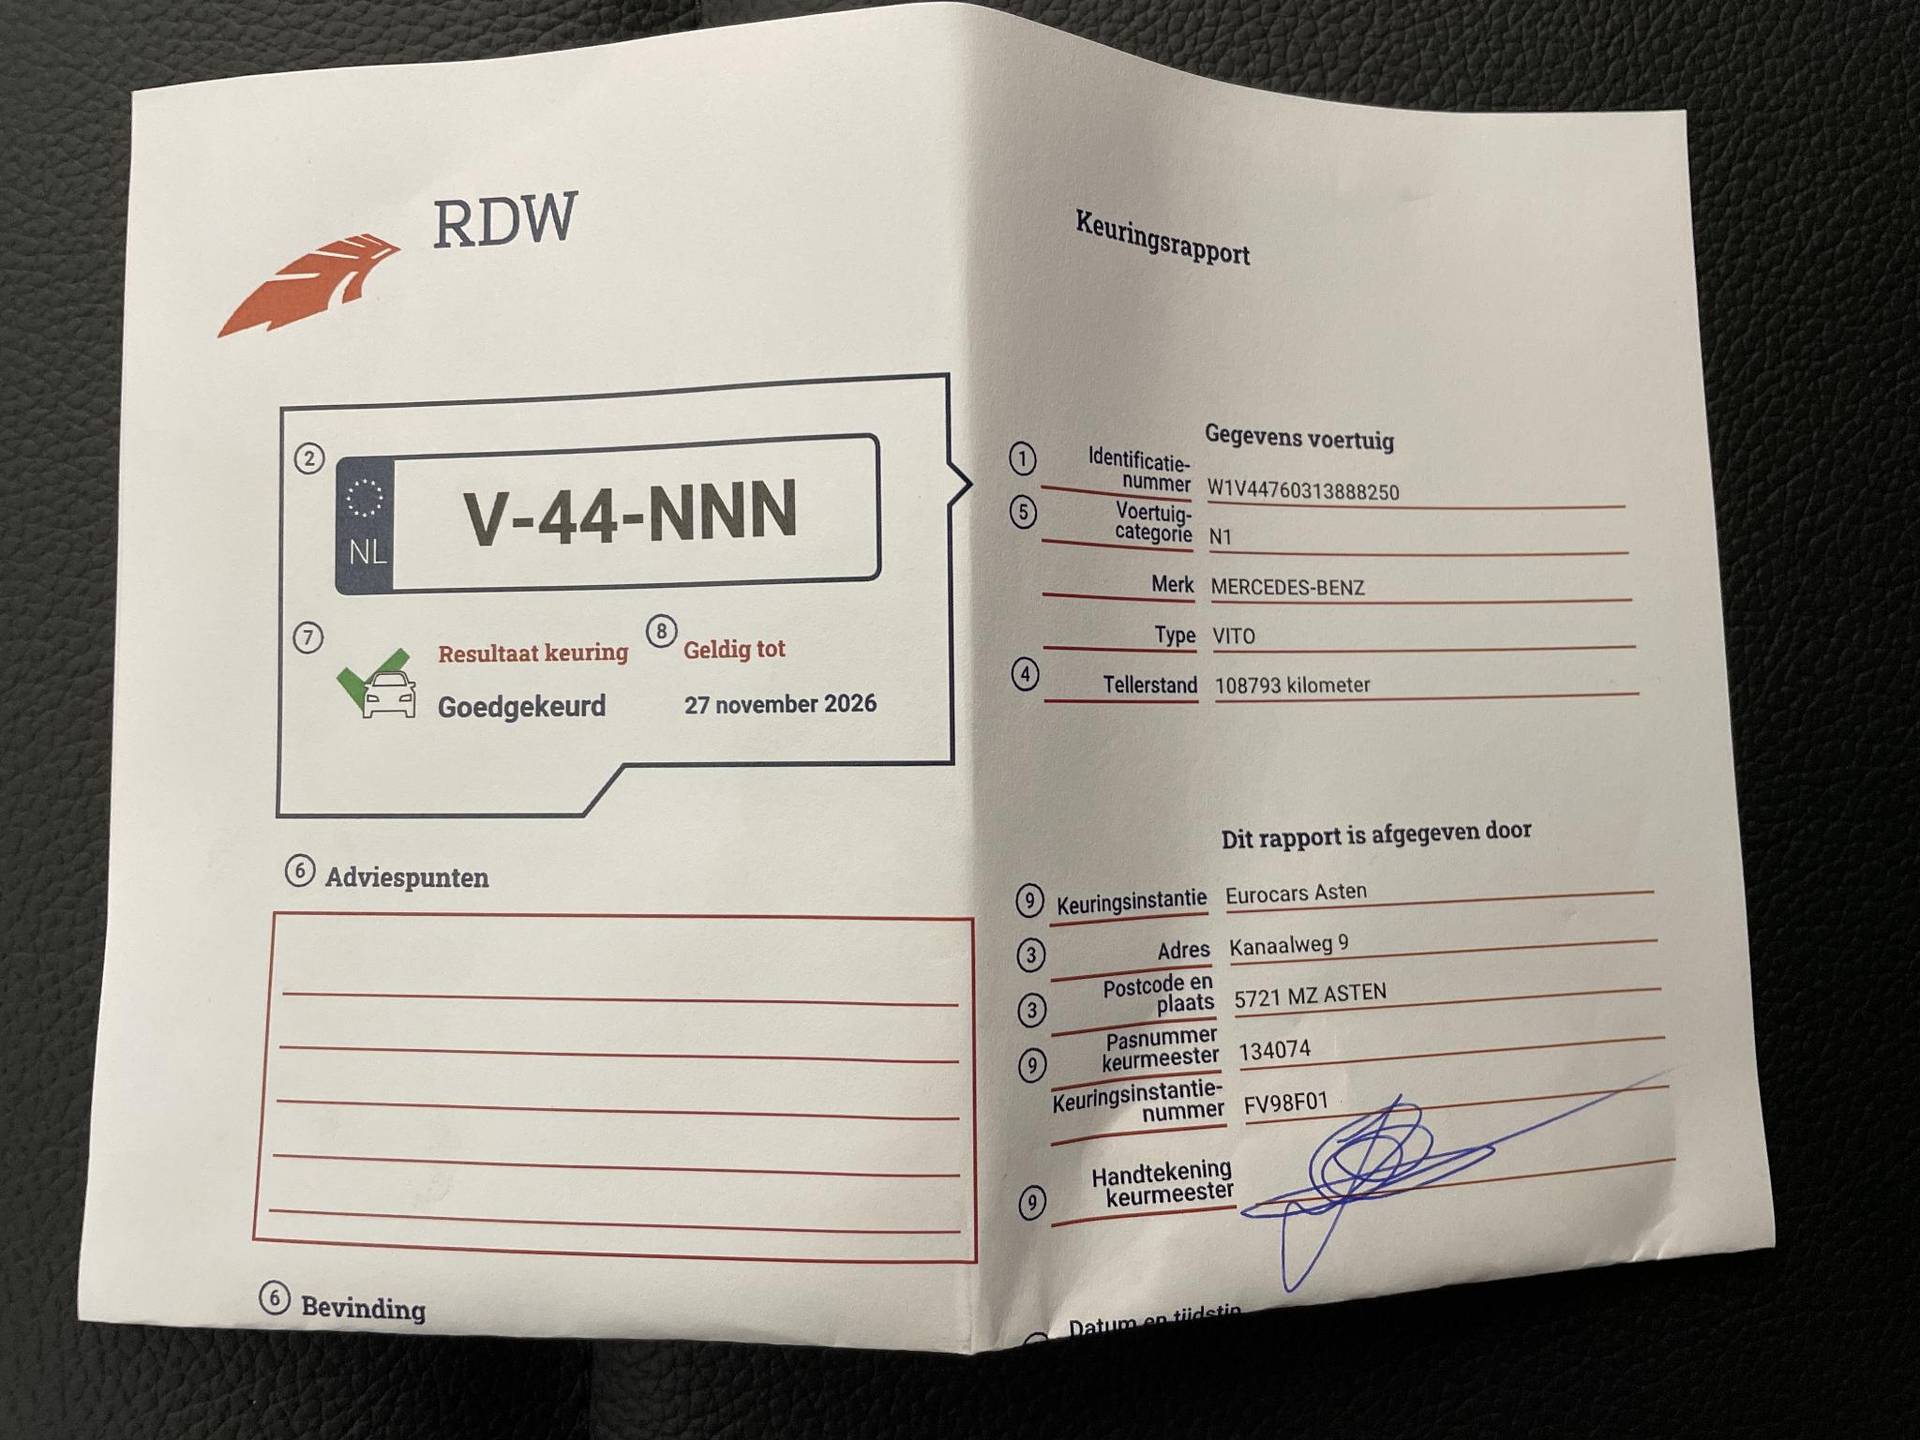 RDW
2
NL
V-44-NNN
7
Resultaat keuring
Goedgekeurd
8
Geldig tot
27 november 2026
6 Adviespunten
6 Bevinding
Keuringsrapport
Gegevens voertuig
1 Identificatie-
nummer W1V44760313888250
5 Voertuig-
categorie N1
Merk MERCEDES-BENZ
Type VITO
4 Tellerstand 108793 kilometer
Dit rapport is afgegeven door
9 Keuringsinstantie Eurocars Asten
3 Adres Kanaalweg 9
3 Postcode en
plaats 5721 MZ ASTEN
9 Pasnummer
keurmeester 134074
Keuringsinstantie-
nummer FV98F01
9 Handtekening
keurmeester
Datum en tijdstip